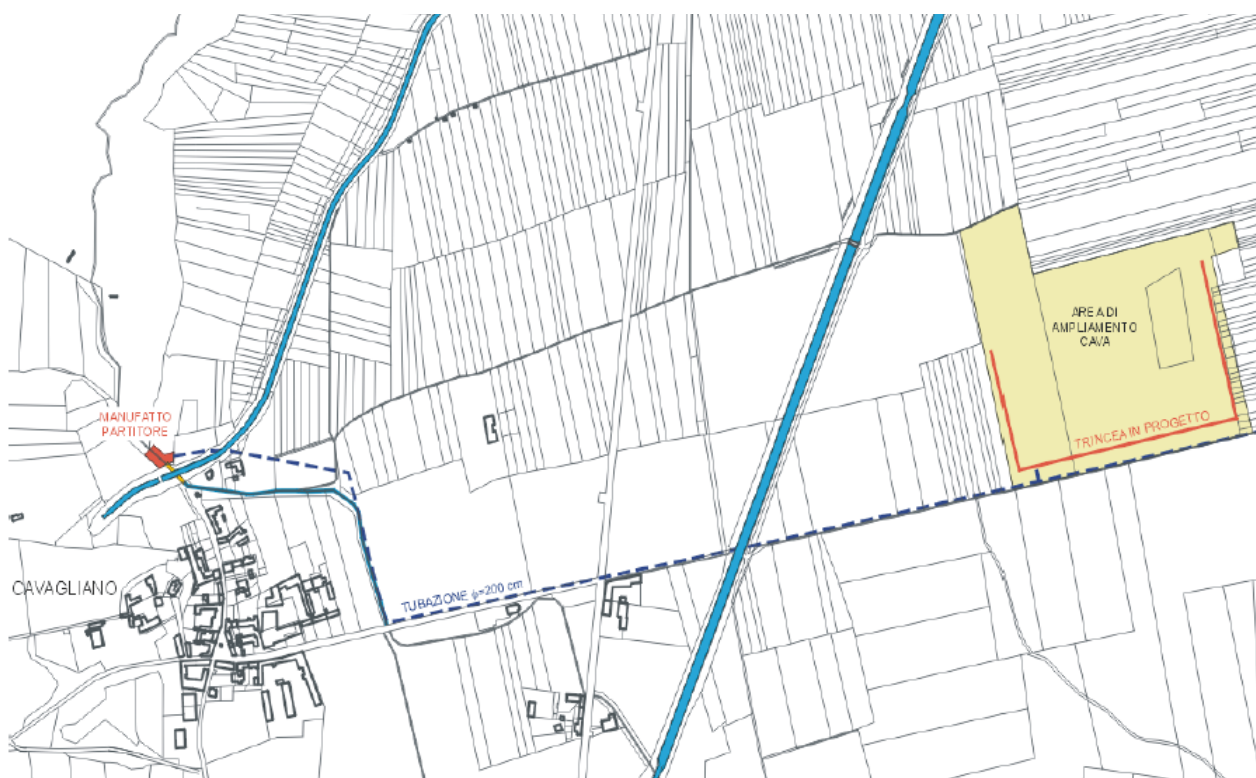 AREA DI
AMPLIAMENTO
CAVA
MANUFATTO
PARTITORE
TRINCEA IN PROGETTO
CAVAGLIANO
TUBAZIONE φ=200 cm